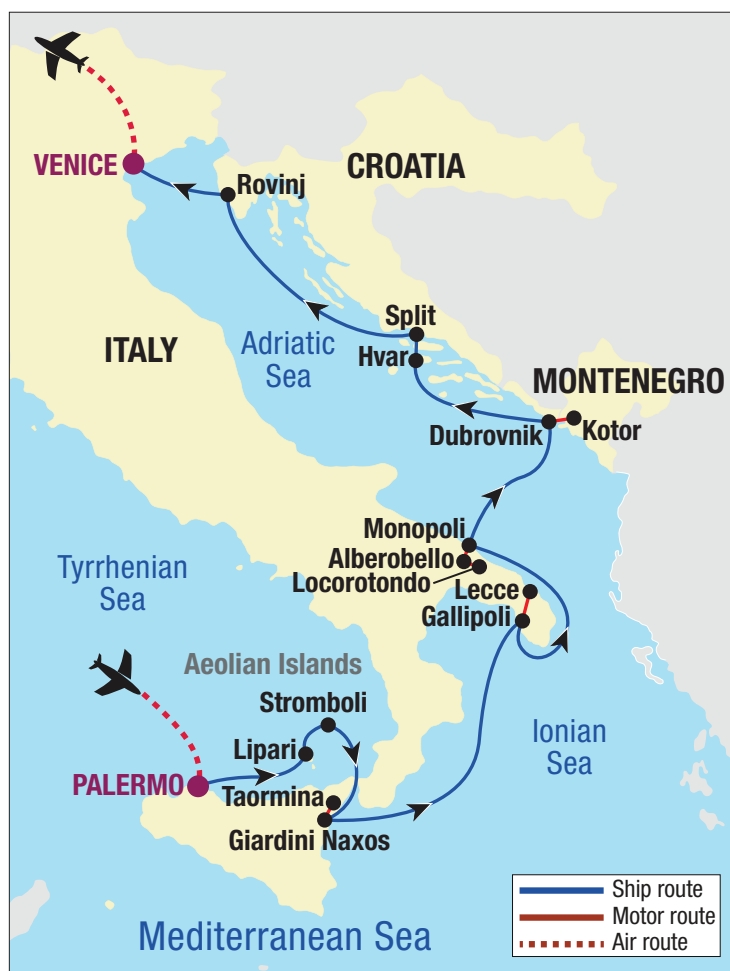 VENICE
Rovinj
CROATIA
Split
Hvar
Adriatic
Sea
ITALY
MONTENEGRO
Dubrovnik
Kotor
Monopoli
Alberobello
Locorotondo
Lecce
Gallipoli
Tyrrhenian
Sea
Aeolian Islands
Stromboli
Lipari
Ionian
Sea
PALERMO
Taormina
Giardini Naxos
Mediterranean Sea
Ship route
Motor route
Air route